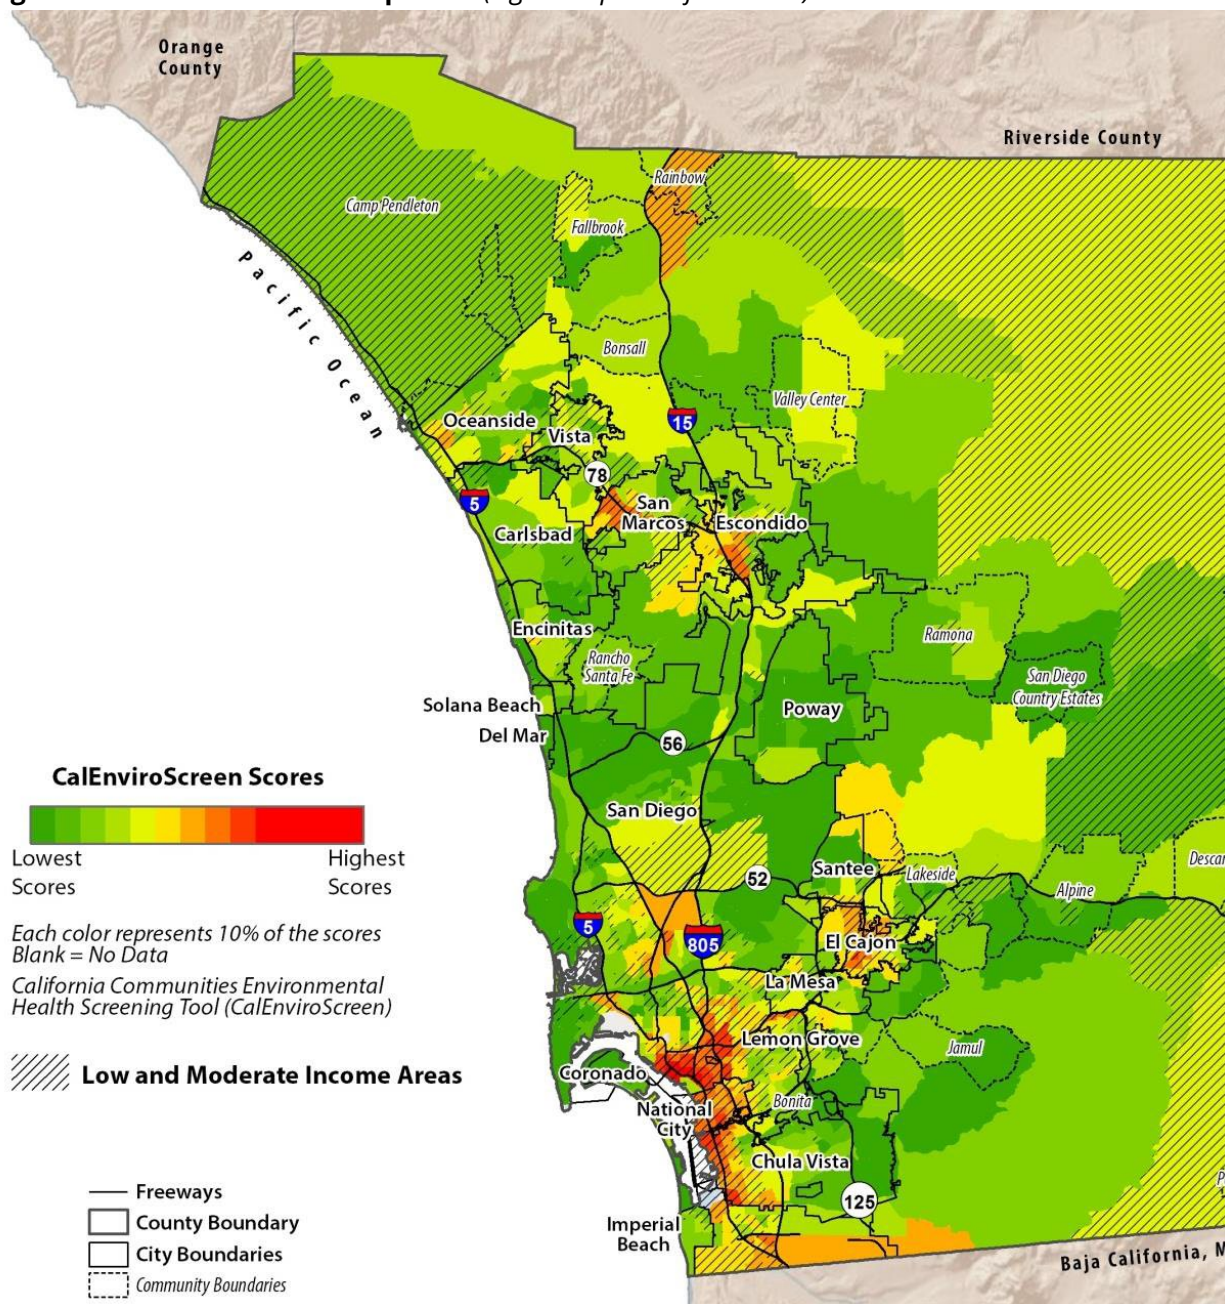 Orange
County
Riverside County
Rainbow
Camp Pendleton
Fallbrook
Pacific Ocean
Bonsall
Valley Center
Oceanside
Vista
15
78
5
San
Marcos
Escondido
Carlsbad
Encinitas
Ramona
Rancho
Santa Fe
San Diego
Country Estates
Solana Beach
Poway
Del Mar
56
CalEnviroScreen Scores
Lowest
Scores
Highest
Scores
Each color represents 10% of the scores
Blank = No Data
California Communities Environmental
Health Screening Tool (CalEnviroScreen)
Low and Moderate Income Areas
San Diego
Santee
Lakeside
52
Alpine
Descan
5
805
El Cajon
La Mesa
Lemon Grove
Jamul
Coronado
National
City
Bonita
Chula Vista
125
Imperial
Beach
Baja California, M
Freeways
County Boundary
City Boundaries
Community Boundaries